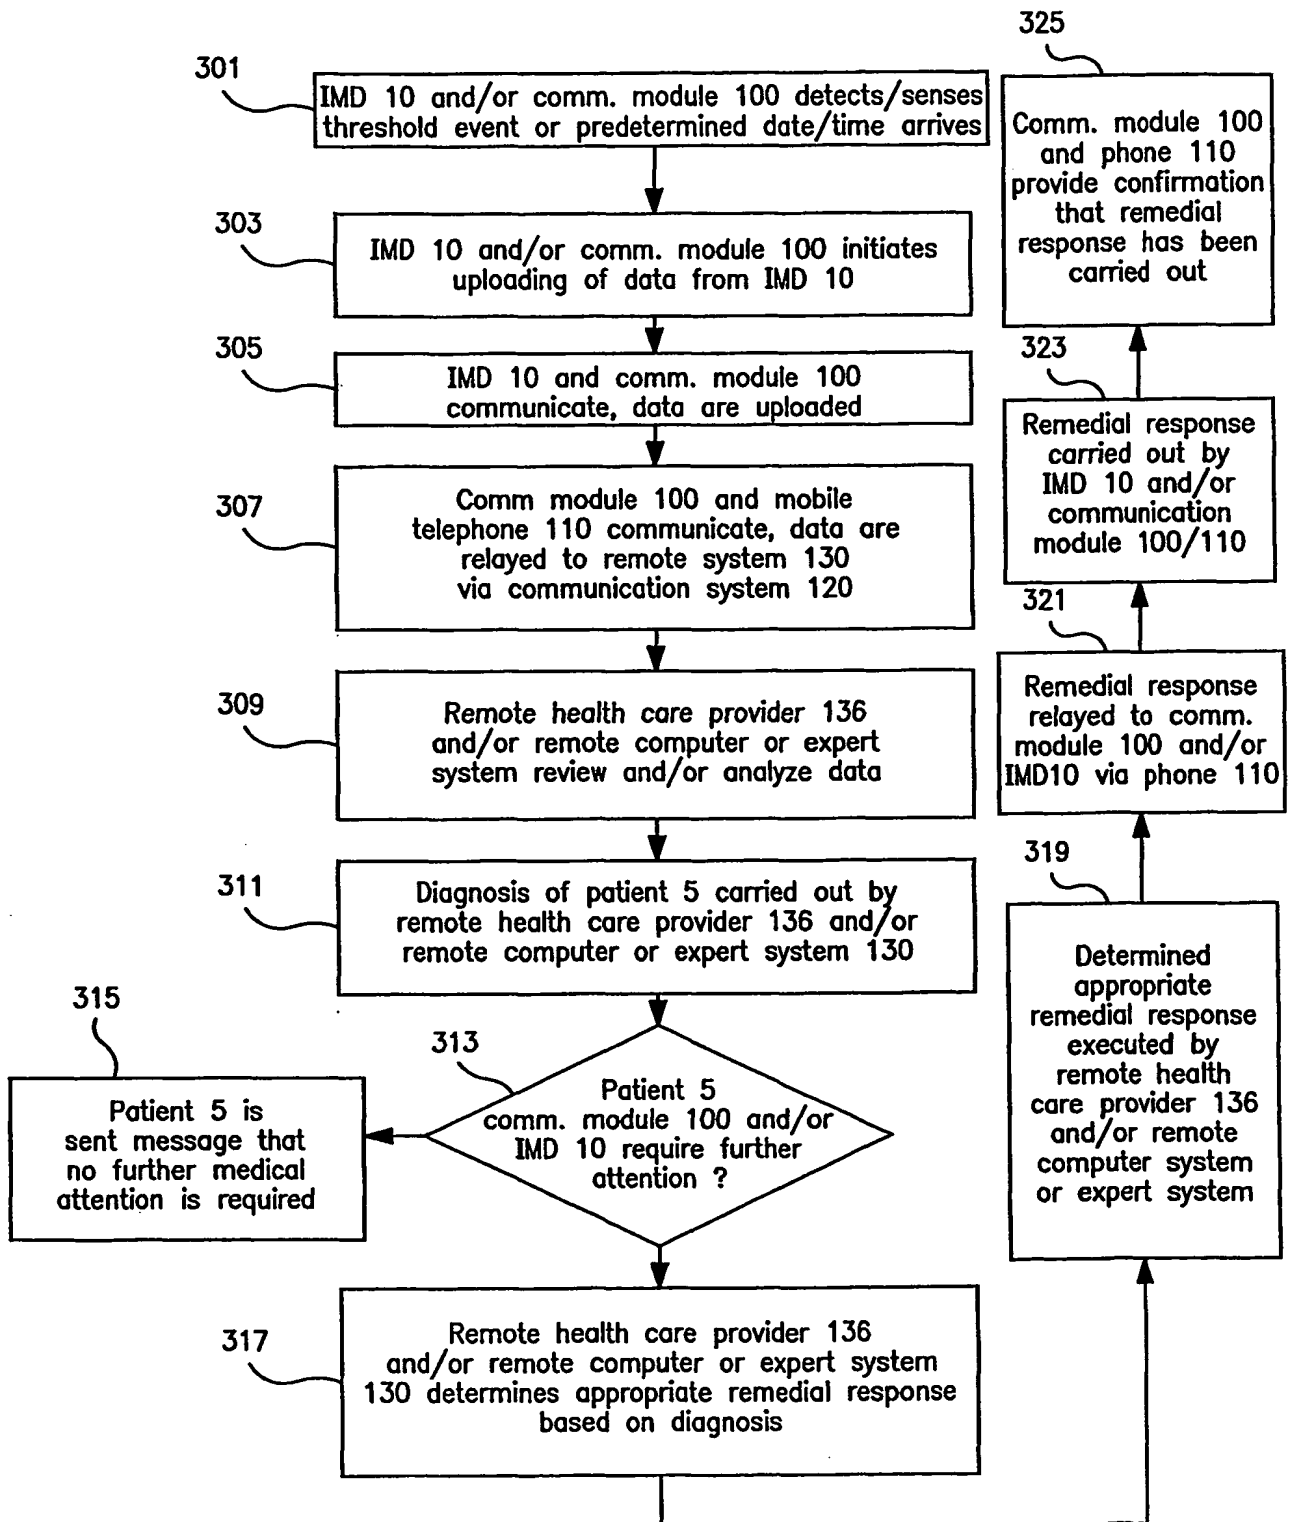 301
IMD 10 and/or comm. module 100 detects/senses
threshold event or predetermined date/time arrives
303
IMD 10 and/or comm. module 100 initiates
uploading of data from IMD 10
305
IMD 10 and comm. module 100
communicate, data are uploaded
307
Comm module 100 and mobile
telephone 110 communicate, data are
relayed to remote system 130
via communication system 120
309
Remote health care provider 136
and/or remote computer or expert
system review and/or analyze data
311
Diagnosis of patient 5 carried out by
remote health care provider 136 and/or
remote computer or expert system 130
313
Patient 5
comm. module 100 and/or
IMD 10 require further
attention ?
315
Patient 5 is
sent message that
no further medical
attention is required
317
Remote health care provider 136
and/or remote computer or expert system
130 determines appropriate remedial response
based on diagnosis
319
Determined
appropriate
remedial response
executed by
remote health
care provider 136
and/or remote
computer system
or expert system
321
Remedial response
relayed to comm.
module 100 and/or
IMD10 via phone 110
323
Remedial response
carried out by
IMD 10 and/or
communication
module 100/110
325
Comm. module 100
and phone 110
provide confirmation
that remedial
response has been
carried out